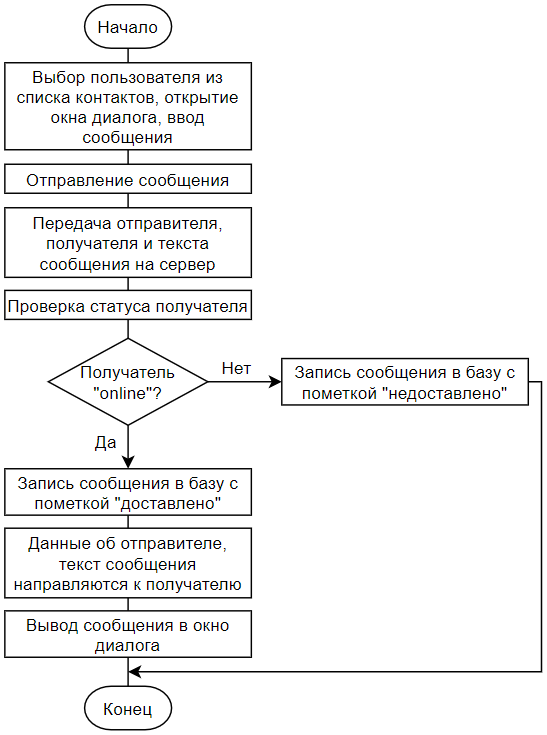 Начало
Выбор пользователя из
списка контактов, открытие
окна диалога, ввод
сообщения
Отправление сообщения
Передача отправителя,
получателя и текста
сообщения на сервер
Проверка статуса получателя
Получатель
"online"?
Нет
Запись сообщения в базу с
пометкой "недоставлено"
Да
Запись сообщения в базу с
пометкой "доставлено"
Данные об отправителе,
текст сообщения
направляются к получателю
Вывод сообщения в окно
диалога
Конец